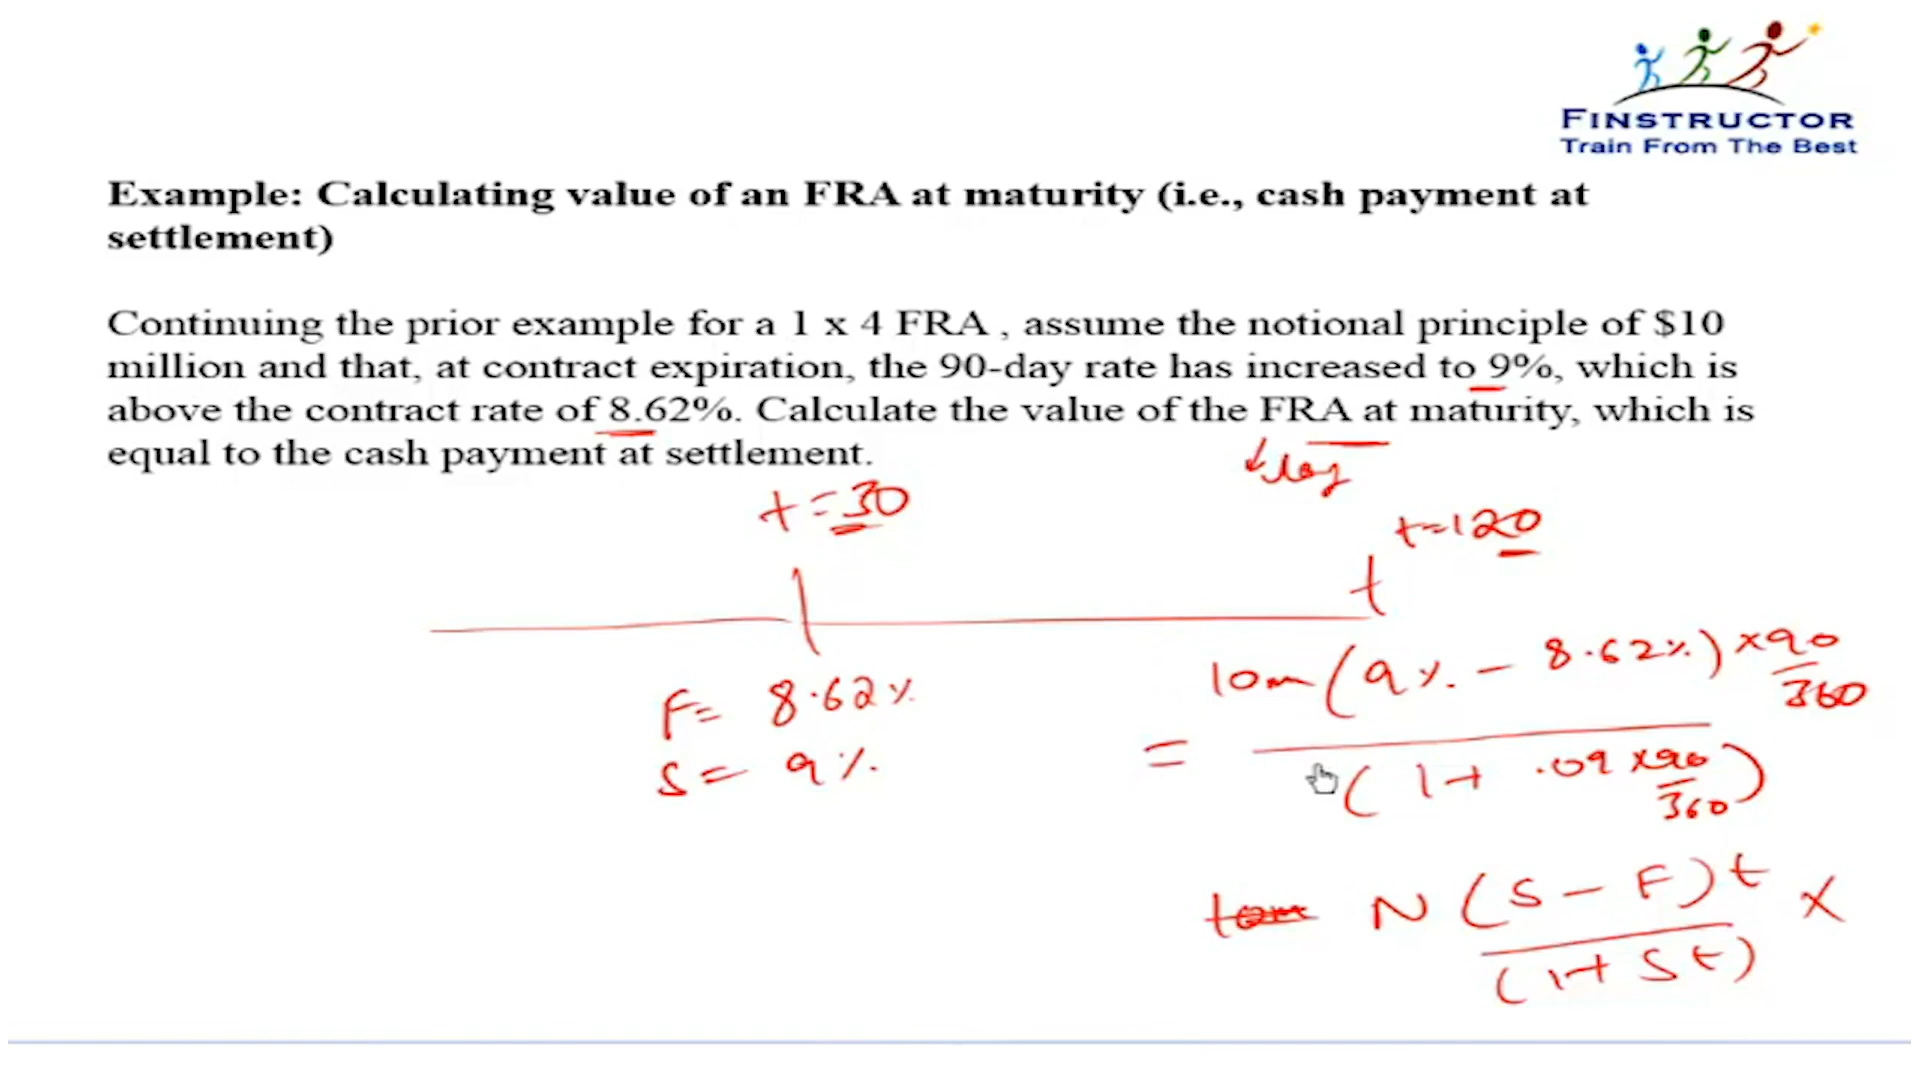 FINSTRUCTOR
Train From The Best
Example: Calculating value of an FRA at maturity (i.e., cash payment at
settlement)
Continuing the prior example for a 1 x 4 FRA , assume the notional principle of $10
million and that, at contract expiration, the 90-day rate has increased to 9%, which is
above the contract rate of 8.62%. Calculate the value of the FRA at maturity, which is
equal to the cash payment at settlement.
t = 30
t = 120
F = 8.62%
S = 9%
10m (9% - 8.62%) x 90/360
=
(1 + .09 x 90/360)
N (S - F) t x
(1 + St)